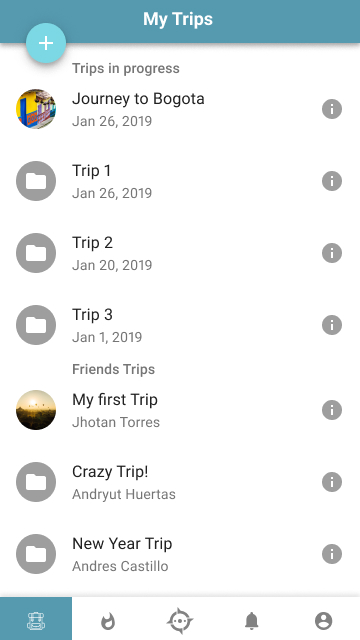 My Trips
Trips in progress
Journey to Bogota
Jan 26, 2019
Trip 1
Jan 26, 2019
Trip 2
Jan 20, 2019
Trip 3
Jan 1, 2019
Friends Trips
My first Trip
Jhotan Torres
Crazy Trip!
Andryut Huertas
New Year Trip
Andres Castillo